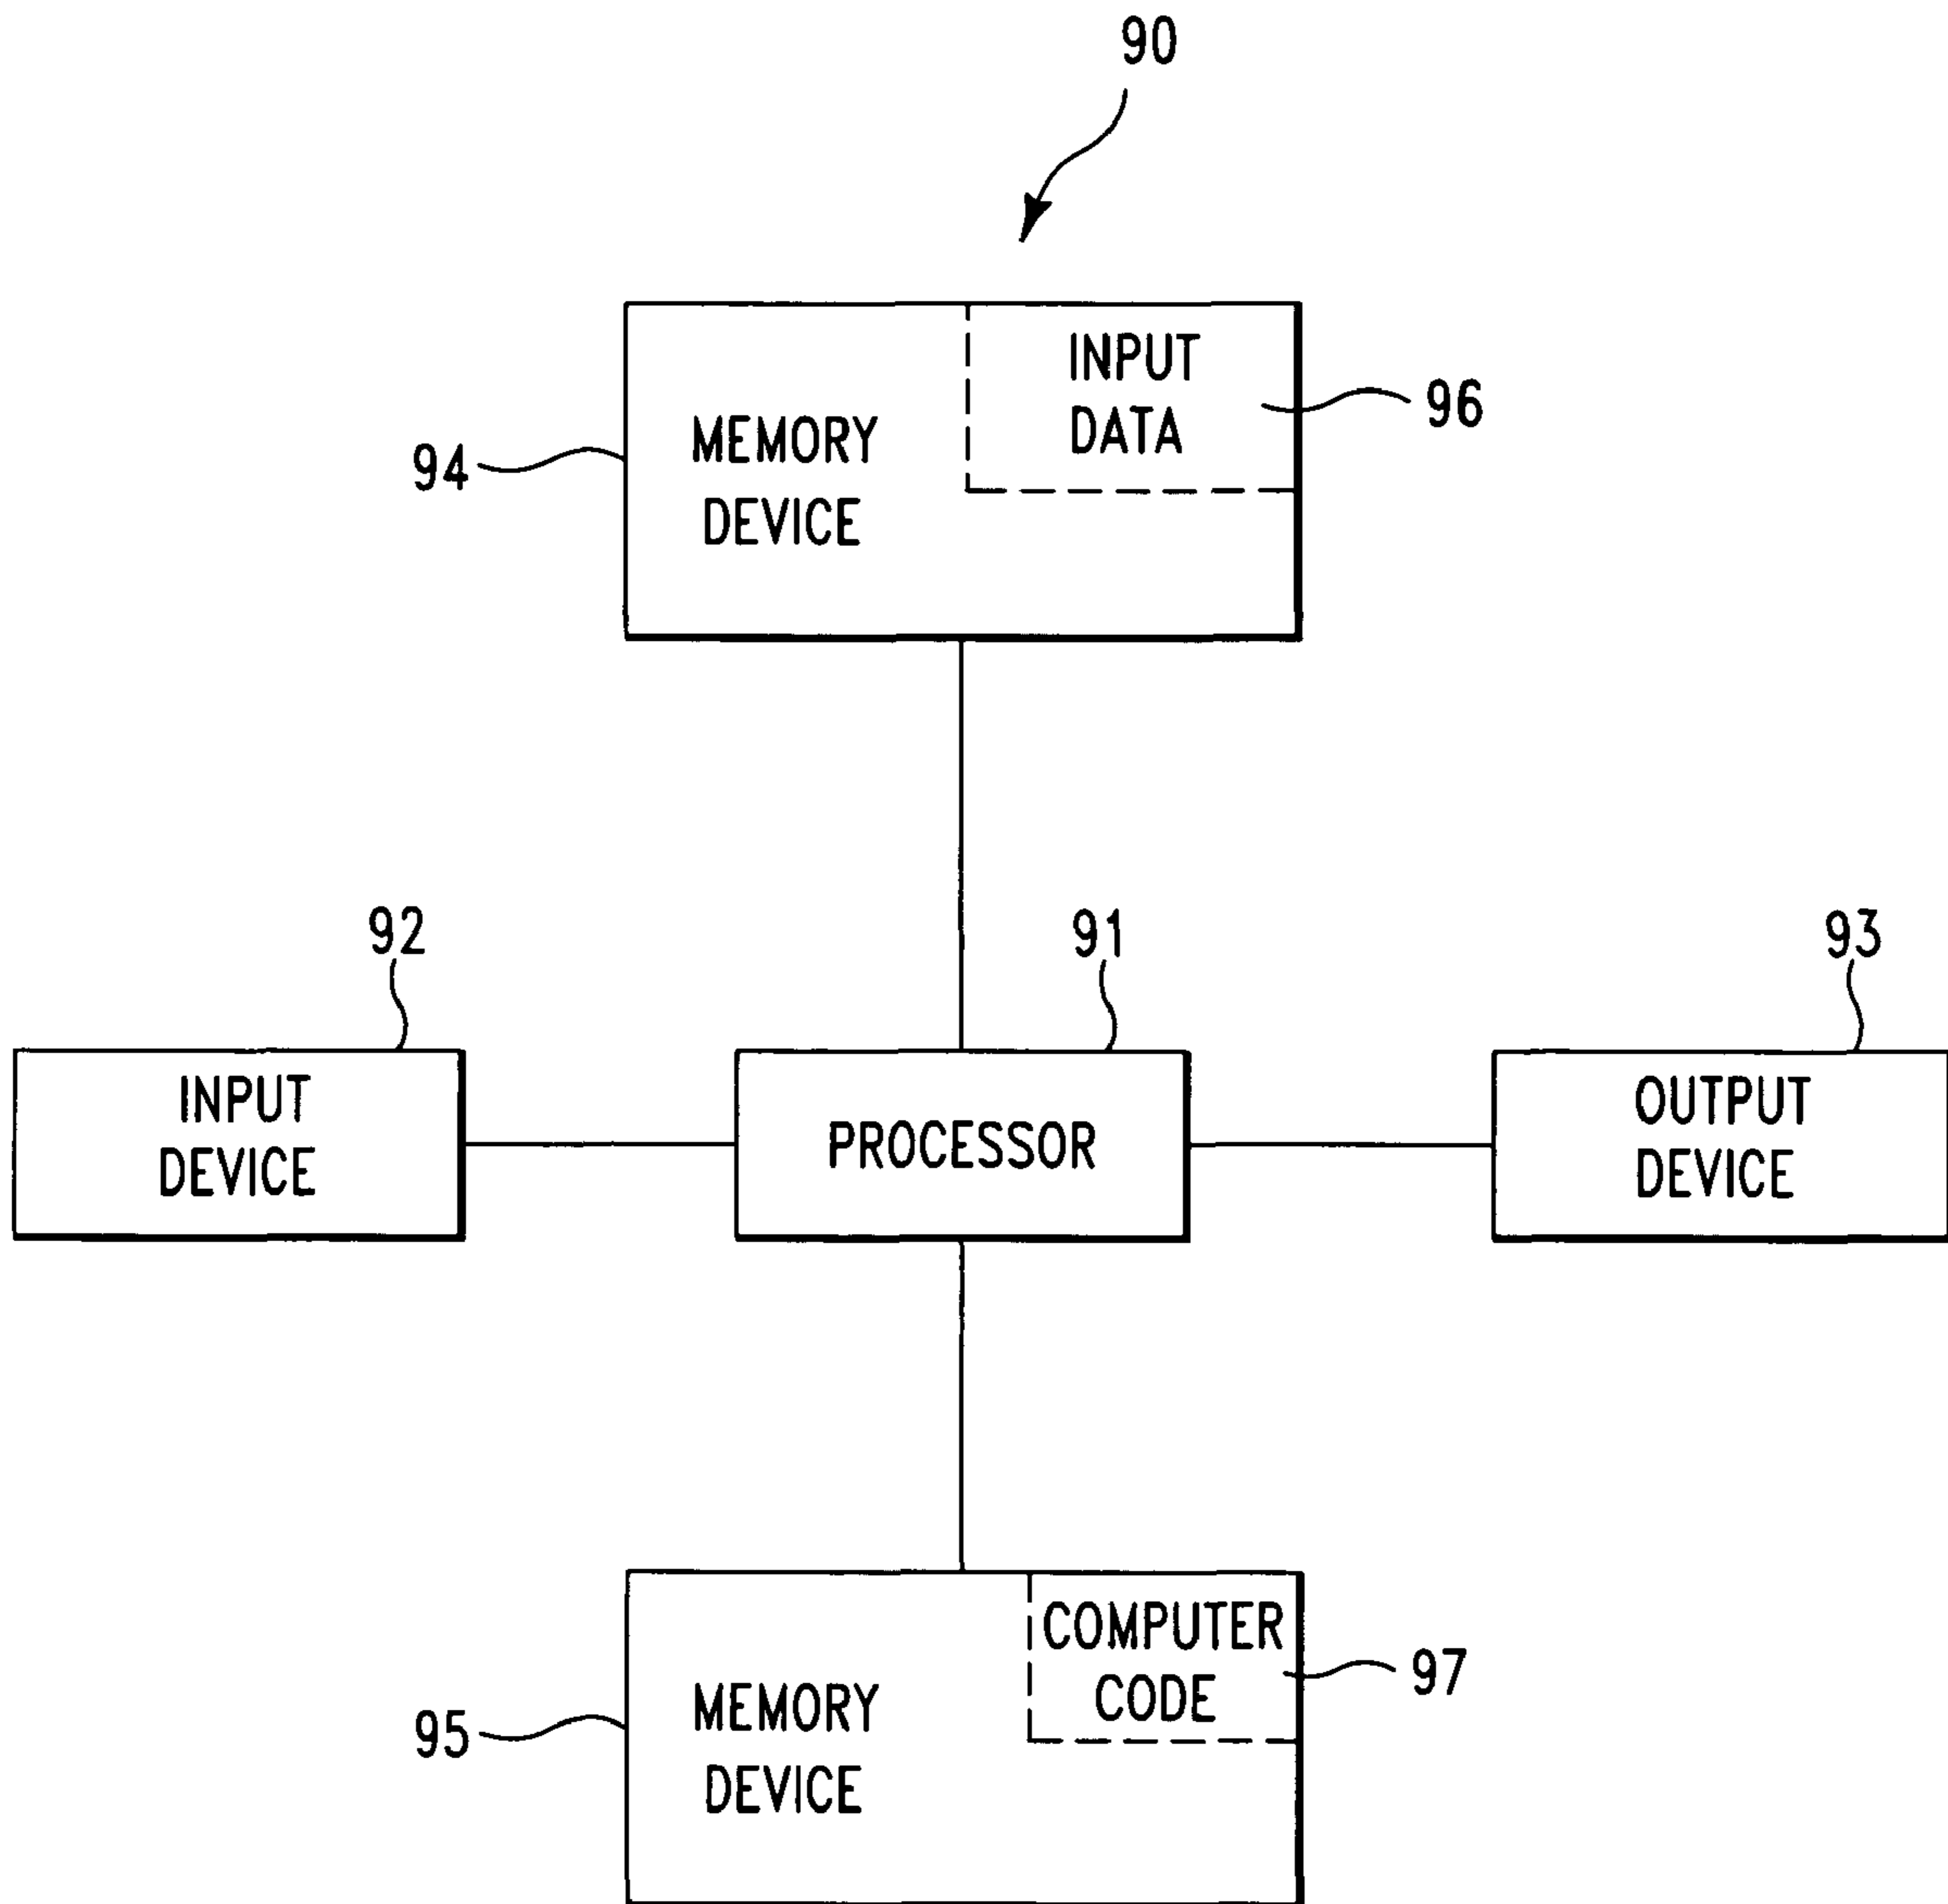 90
INPUT
DATA
96
MEMORY
DEVICE
94
92
91
93
INPUT
DEVICE
PROCESSOR
OUTPUT
DEVICE
COMPUTER
CODE
97
MEMORY
DEVICE
95